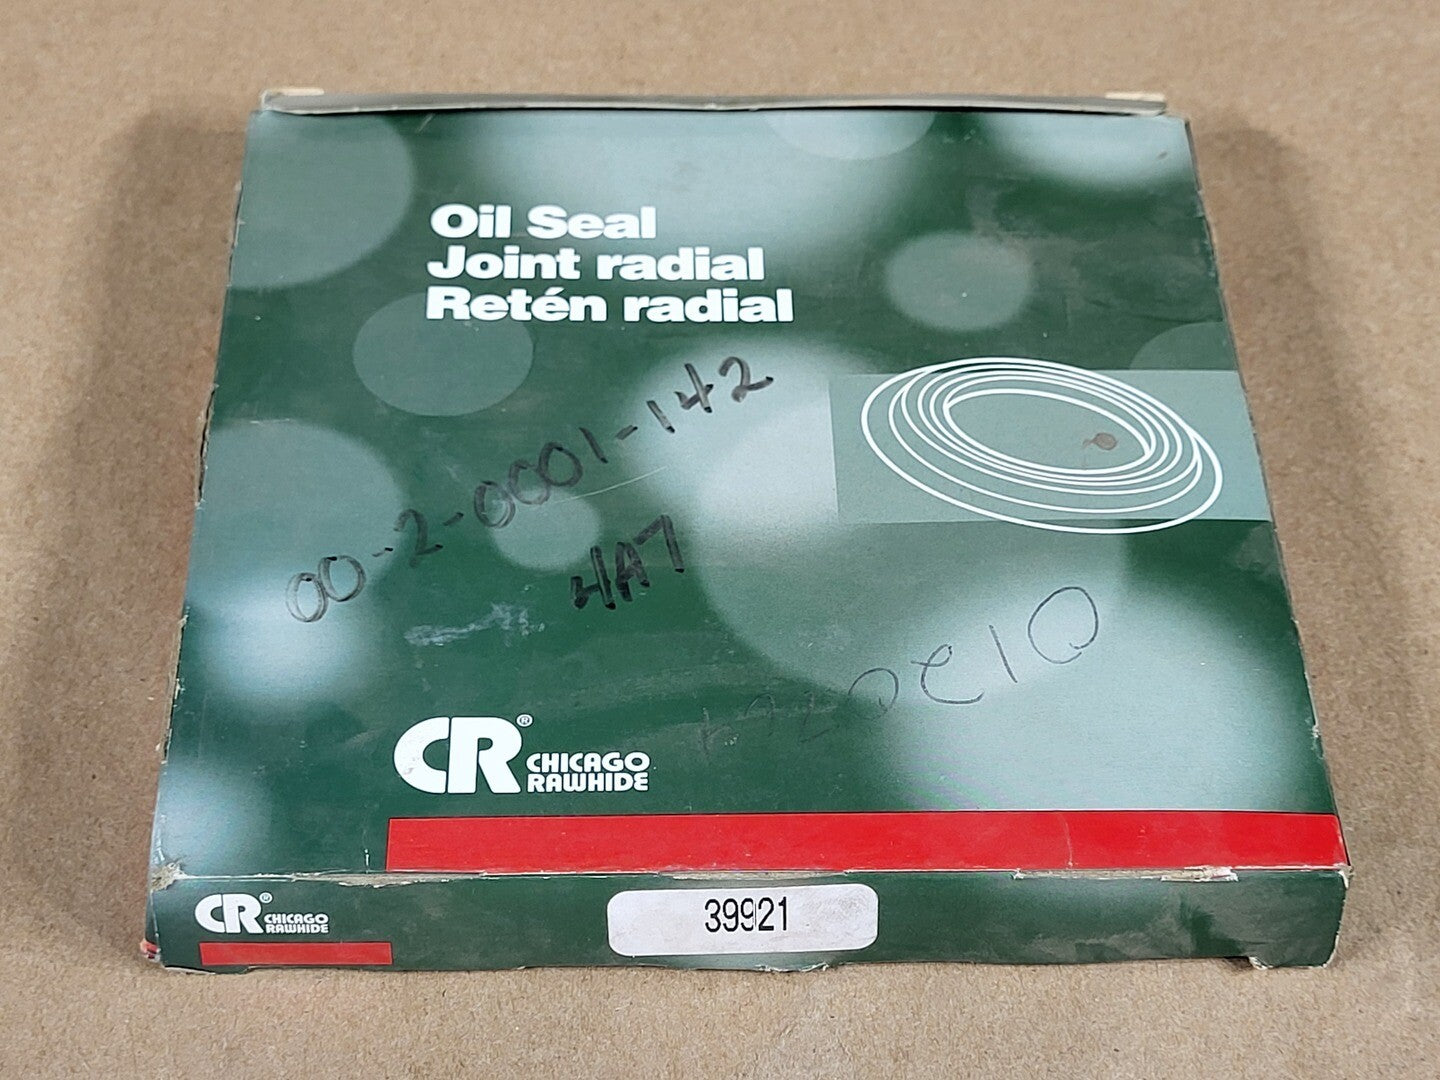 Oil Seal
Joint radial
Retén radial
00-2-0001-142
HA7
CR® CHICAGO
RAWHIDE
CR® CHICAGO
RAWHIDE
39921